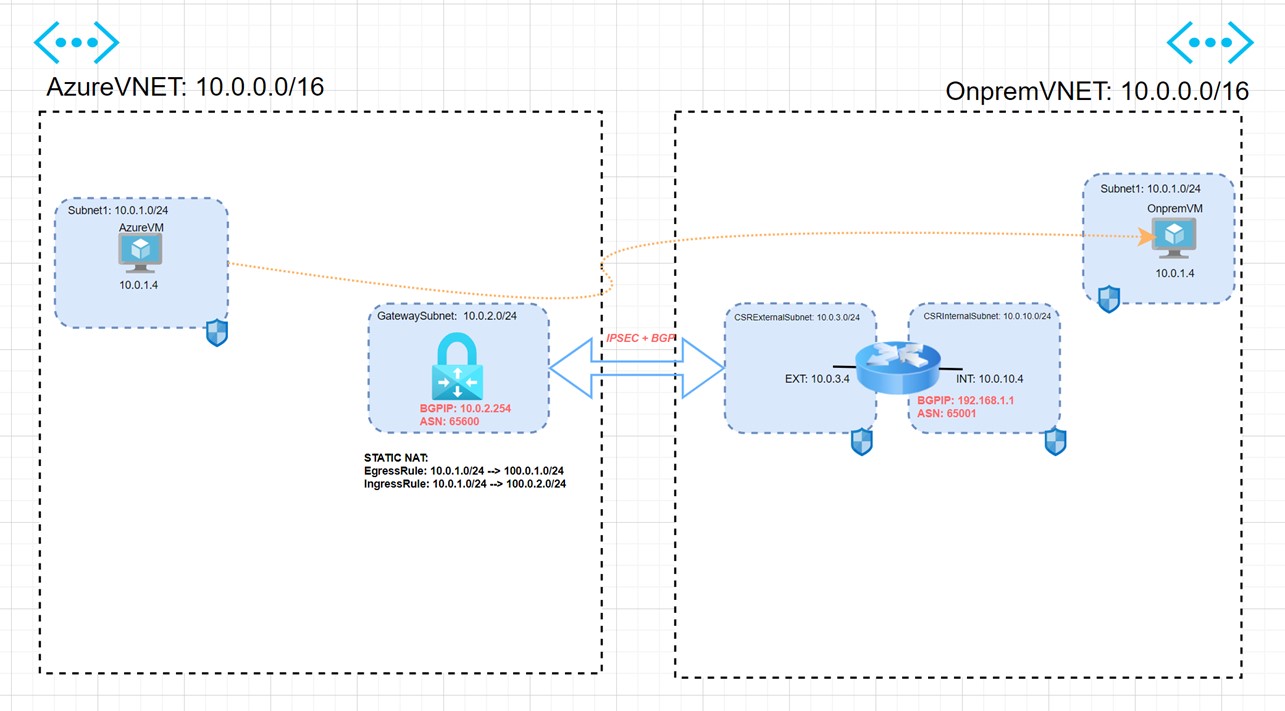 AzureVNET: 10.0.0.0/16
OnpremVNET: 10.0.0.0/16
Subnet1: 10.0.1.0/24
AzureVM
10.0.1.4
Subnet1: 10.0.1.0/24
OnpremVM
10.0.1.4
GatewaySubnet: 10.0.2.0/24
BGPIP: 10.0.2.254
ASN: 65600
IPSEC + BGP
CSRExternalSubnet: 10.0.3.0/24
EXT: 10.0.3.4
CSRInternalSubnet: 10.0.10.0/24
INT: 10.0.10.4
BGPIP: 192.168.1.1
ASN: 65001
STATIC NAT:
EgressRule: 10.0.1.0/24 --> 100.0.1.0/24
IngressRule: 10.0.1.0/24 --> 100.0.2.0/24